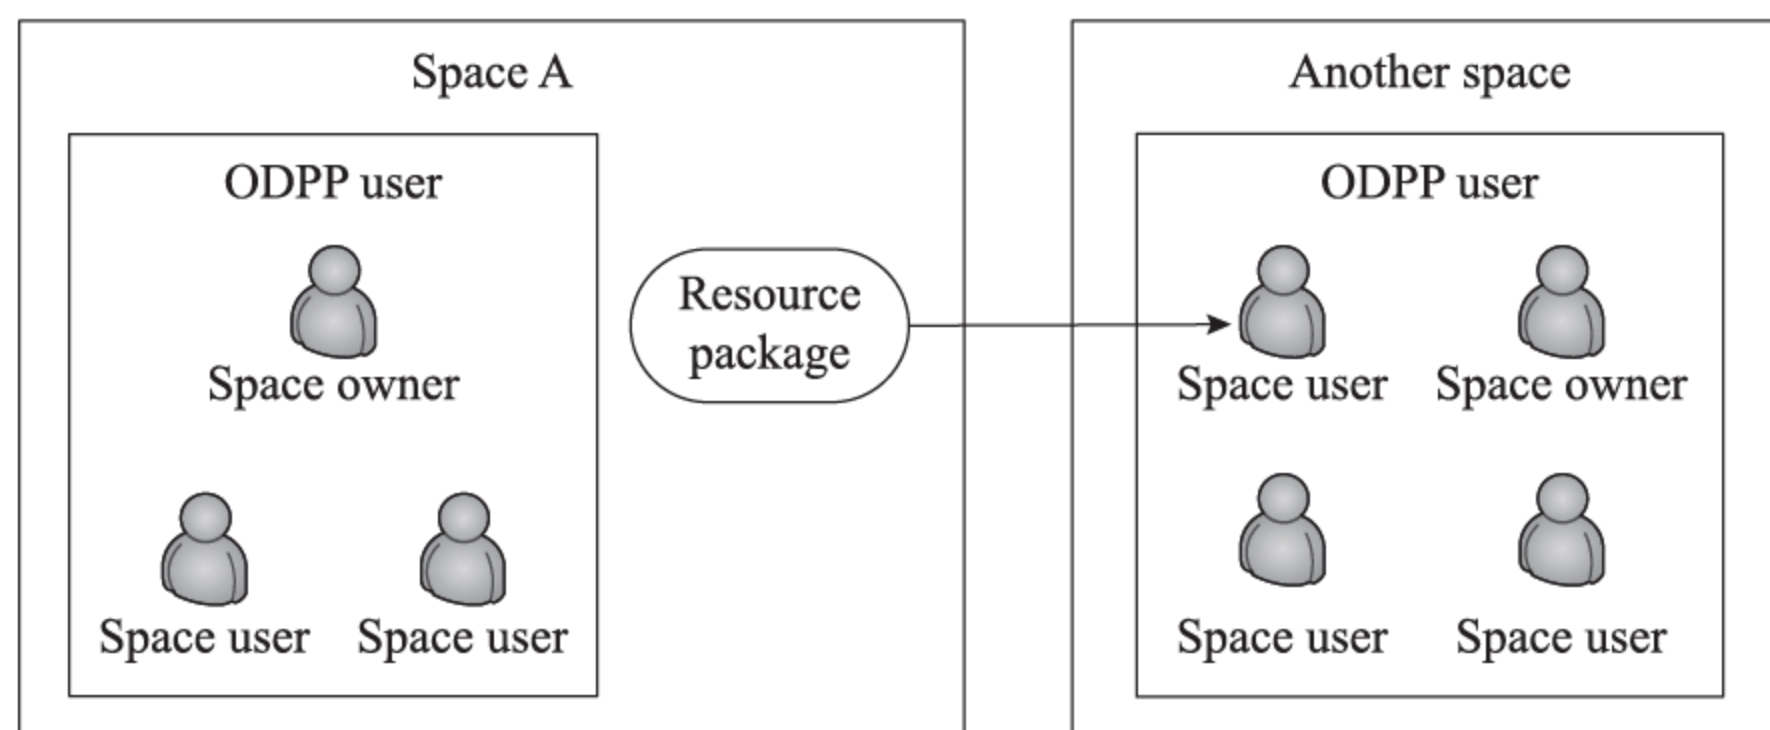 Space A
ODPP user
Space owner
Space user Space user
Resource
package
Another space
ODPP user
Space user Space owner
Space user Space user